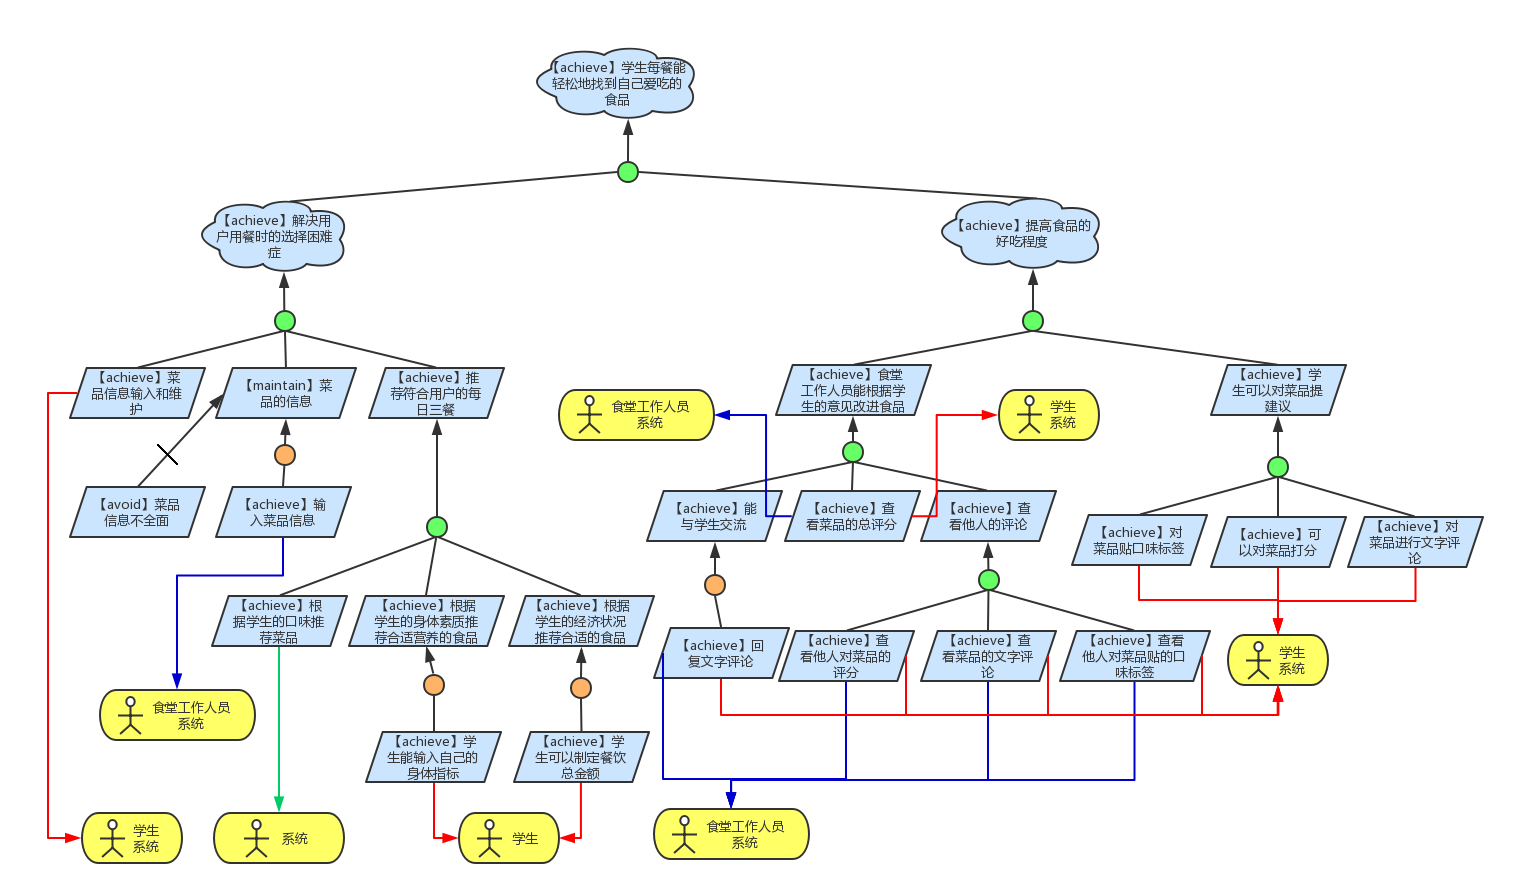 【achieve】学生每餐能
轻松地找到自己爱吃的
食品
【achieve】解决用
户用餐时的选择困难
症
【achieve】提高食品的
好吃程度
【achieve】菜
品信息输入和维
护
【maintain】菜
品的信息
【achieve】推
荐符合用户的每
日三餐
【achieve】食堂
工作人员能根据学
生的意见改进食品
【achieve】学
生可以对菜品提
建议
食堂工作人员
系统
学生
系统
【avoid】菜品
信息不全面
【achieve】输
入菜品信息
【achieve】能
与学生交流
【achieve】查
看菜品的总评分
【achieve】查
看他人的评论
【achieve】对
菜品贴口味标签
【achieve】可
以对菜品打分
【achieve】对
菜品进行文字评
论
【achieve】根
据学生的口味推
荐菜品
【achieve】根据
学生的身体素质推
荐合适营养的食品
【achieve】根据
学生的经济状况
推荐合适的食品
【achieve】回
复文字评论
【achieve】查
看他人对菜品的
评分
【achieve】查
看菜品的文字评
论
【achieve】查看
他人对菜品贴的口
味标签
学生
系统
食堂工作人员
系统
【achieve】学
生能输入自己的
身体指标
【achieve】学
生可以制定餐饮
总金额
学生
系统
系统
学生
食堂工作人员
系统